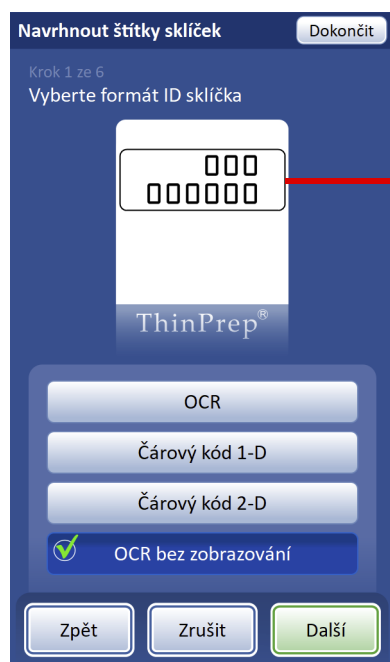 Navrhnout štítky sklíček
Dokončit
Krok 1 ze 6
Vyberte formát ID sklíčka
000
000000
ThinPrep®
OCR
Čárový kód 1-D
Čárový kód 2-D
OCR bez zobrazování
Zpět
Zrušit
Další